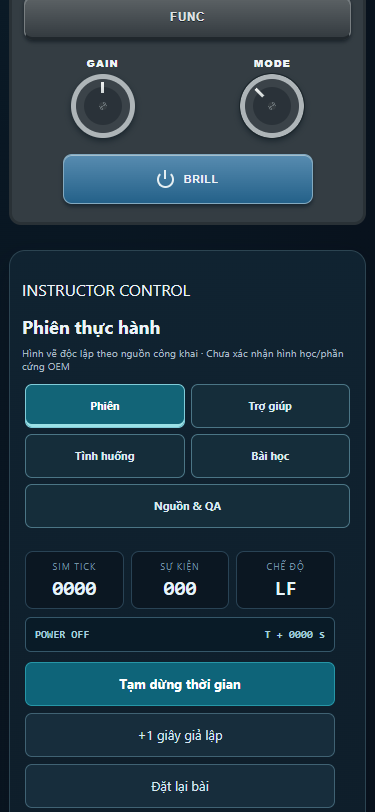 FUNC
GAIN
MODE
BRILL
INSTRUCTOR CONTROL
Phiên thực hành
Hình vẽ độc lập theo nguồn công khai · Chưa xác nhận hình học/phần
cứng OEM
Phiên
Trợ giúp
Tình huống
Bài học
Nguồn & QA
SIM TICK
SỰ KIỆN
CHẾ ĐỘ
0000
000
LF
POWER OFF
T + 0000 s
Tạm dừng thời gian
+1 giây giả lập
Đặt lại bài